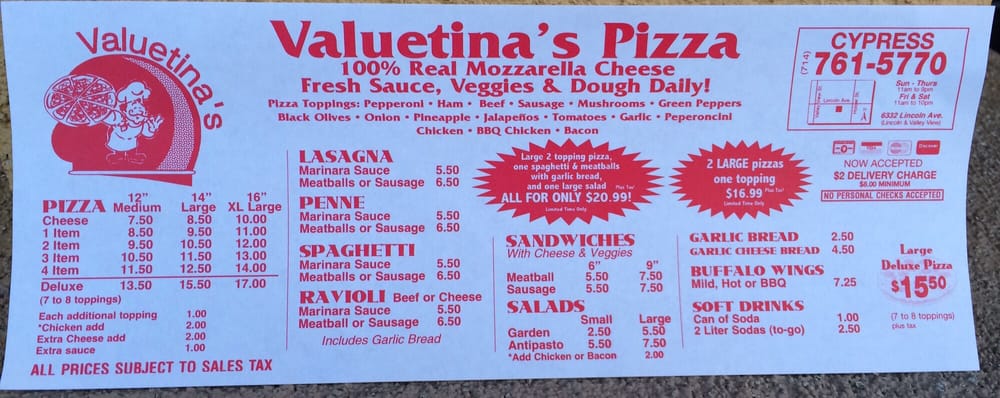 Valuetina's
Valuetina's Pizza
100% Real Mozzarella Cheese
Fresh Sauce, Veggies & Dough Daily!
Pizza Toppings: Pepperoni • Ham • Beef • Sausage • Mushrooms • Green Peppers
Black Olives • Onion • Pineapple • Jalapeños • Tomatoes • Garlic • Peperoncini
Chicken • BBQ Chicken • Bacon
CYPRESS
(714) 761-5770
Lincoln Ave.
Sun - Thurs
11am to 9pm
Fri & Sat
11am to 10pm
6332 Lincoln Ave.
(Lincoln & Valley View)
NOW ACCEPTED
$2 DELIVERY CHARGE
$8.00 MINIMUM
NO PERSONAL CHECKS ACCEPTED
12" 14" 16"
PIZZA Medium Large XL Large
Cheese 7.50 8.50 10.00
1 Item 8.50 9.50 11.00
2 Item 9.50 10.50 12.00
3 Item 10.50 11.50 13.00
4 Item 11.50 12.50 14.00
Deluxe 13.50 15.50 17.00
(7 to 8 toppings)
Each additional topping 1.00
*Chicken add 2.00
Extra Cheese add 2.00
Extra sauce 1.00
ALL PRICES SUBJECT TO SALES TAX
LASAGNA
Marinara Sauce 5.50
Meatballs or Sausage 6.50
PENNE
Marinara Sauce 5.50
Meatballs or Sausage 6.50
SPAGHETTI
Marinara Sauce 5.50
Meatballs or Sausage 6.50
RAVIOLI Beef or Cheese
Marinara Sauce 5.50
Meatball or Sausage 6.50
Includes Garlic Bread
Large 2 topping pizza,
one spaghetti & meatballs
with garlic bread,
and one large salad Plus Tax!
ALL FOR ONLY $20.99!
Limited Time Only
2 LARGE pizzas
one topping
$16.99 Plus Tax!
Limited Time Only
SANDWICHES
With Cheese & Veggies
6" 9"
Meatball 5.50 7.50
Sausage 5.50 7.50
SALADS
Small Large
Garden 2.50 5.50
Antipasto 5.50 7.50
*Add Chicken or Bacon 2.00
GARLIC BREAD 2.50
GARLIC CHEESE BREAD 4.50
BUFFALO WINGS
Mild, Hot or BBQ 7.25
SOFT DRINKS
Can of Soda 1.00
2 Liter Sodas (to-go) 2.50
Large
Deluxe Pizza
$15.50
(7 to 8 toppings)
plus tax